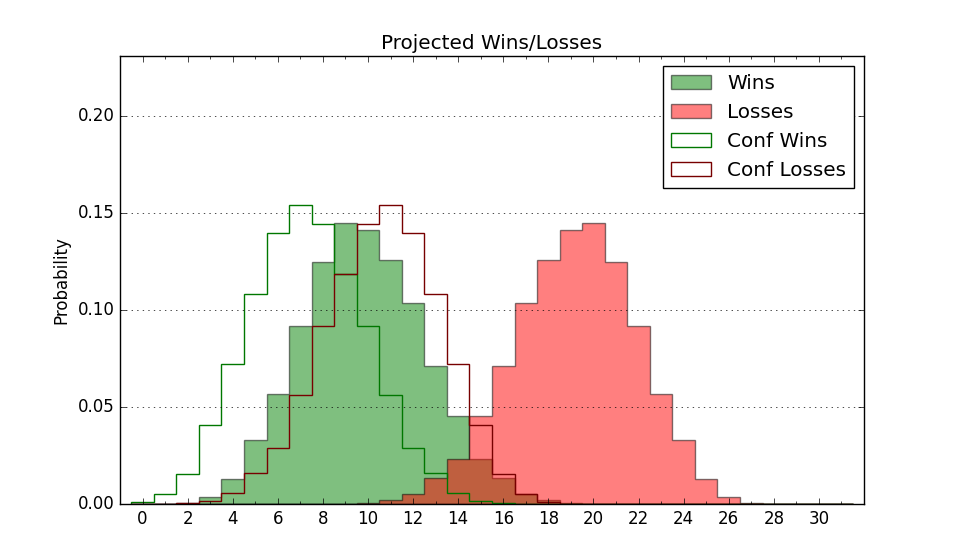 Projected Wins/Losses
Wins
Losses
Conf Wins
Conf Losses
Probability
0.20
0.15
0.10
0.05
0.00
0 2 4 6 8 10 12 14 16 18 20 22 24 26 28 30